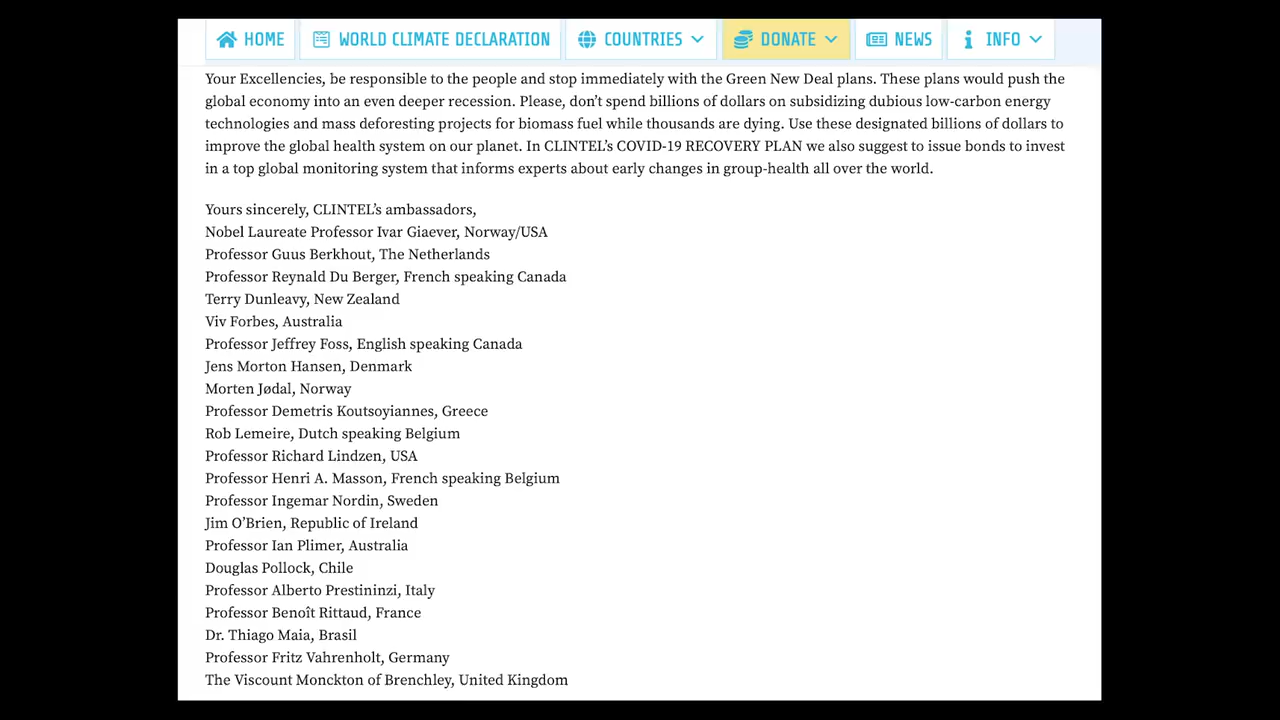 HOME WORLD CLIMATE DECLARATION COUNTRIES DONATE NEWS INFO
Your Excellencies, be responsible to the people and stop immediately with the Green New Deal plans. These plans would push the
global economy into an even deeper recession. Please, don’t spend billions of dollars on subsidizing dubious low-carbon energy
technologies and mass deforesting projects for biomass fuel while thousands are dying. Use these designated billions of dollars to
improve the global health system on our planet. In CLINTEL’s COVID-19 RECOVERY PLAN we also suggest to issue bonds to invest
in a top global monitoring system that informs experts about early changes in group-health all over the world.
Yours sincerely, CLINTEL’s ambassadors,
Nobel Laureate Professor Ivar Giaever, Norway/USA
Professor Guus Berkhout, The Netherlands
Professor Reynald Du Berger, French speaking Canada
Terry Dunleavy, New Zealand
Viv Forbes, Australia
Professor Jeffrey Foss, English speaking Canada
Jens Morton Hansen, Denmark
Morten Jødal, Norway
Professor Demetris Koutsoyiannes, Greece
Rob Lemeire, Dutch speaking Belgium
Professor Richard Lindzen, USA
Professor Henri A. Masson, French speaking Belgium
Professor Ingemar Nordin, Sweden
Jim O’Brien, Republic of Ireland
Professor Ian Plimer, Australia
Douglas Pollock, Chile
Professor Alberto Prestininzi, Italy
Professor Benoît Rittaud, France
Dr. Thiago Maia, Brasil
Professor Fritz Vahrenholt, Germany
The Viscount Monckton of Brenchley, United Kingdom